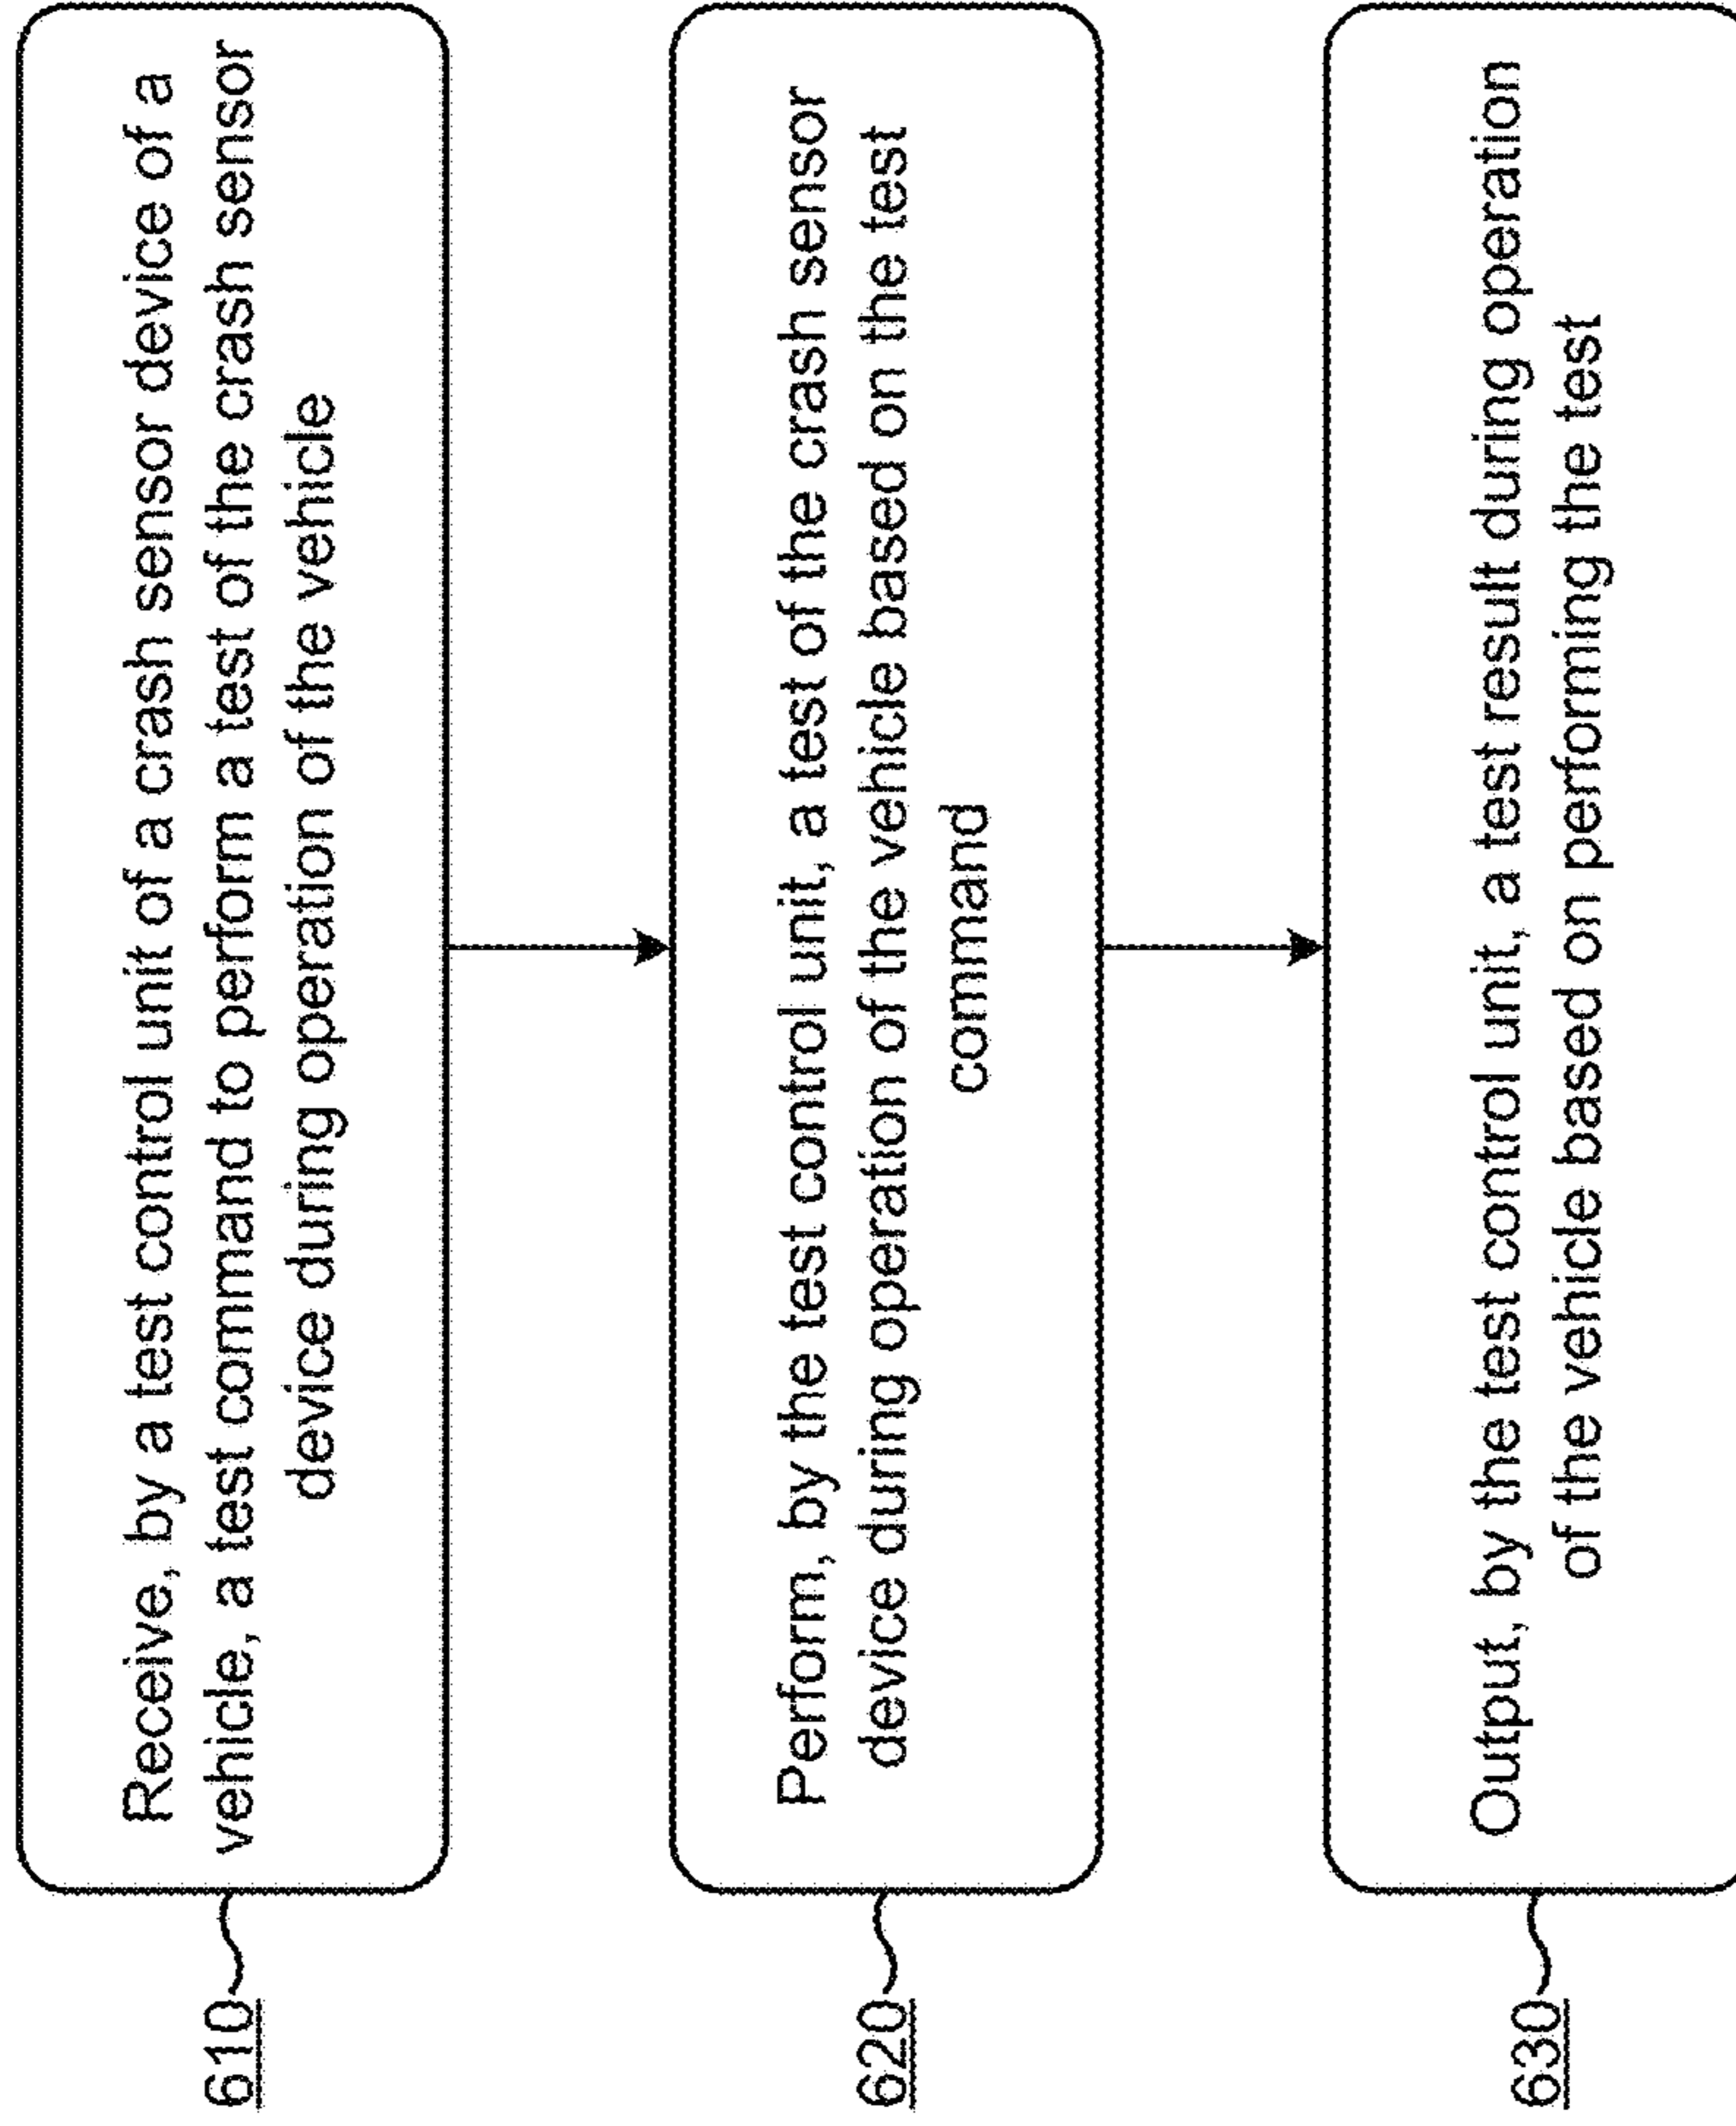 610
Receive, by a test control unit of a crash sensor device of a
vehicle, a test command to perform a test of the crash sensor
device during operation of the vehicle
620
Perform, by the test control unit, a test of the crash sensor
device during operation of the vehicle based on the test
command
630
Output, by the test control unit, a test result during operation
of the vehicle based on performing the test